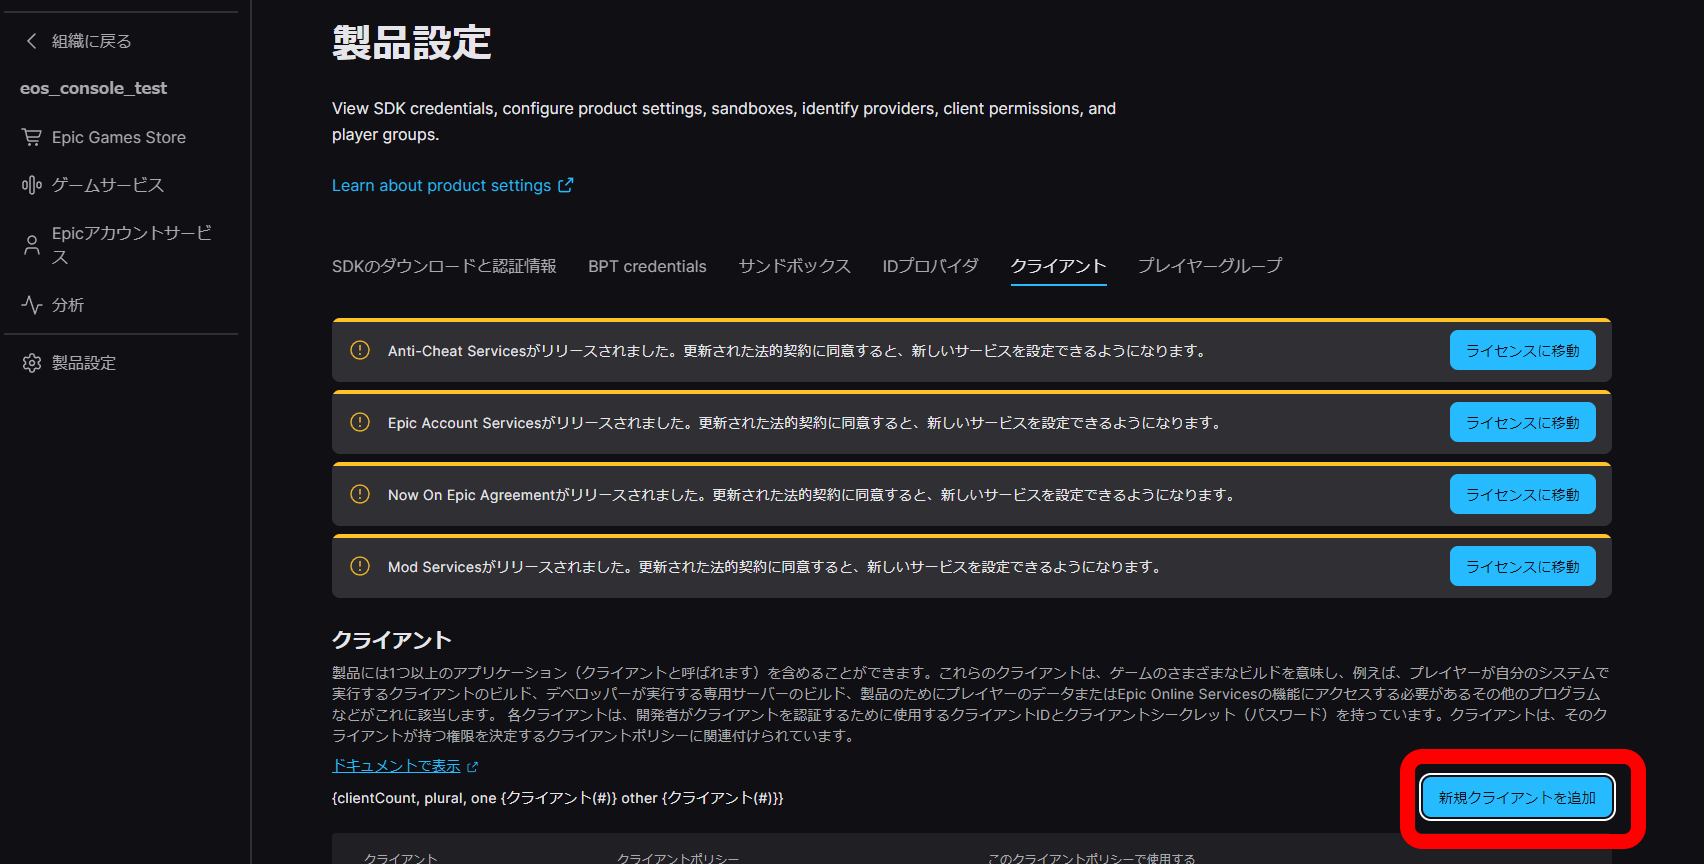 組織に戻る
eos_console_test
Epic Games Store
ゲームサービス
Epicアカウントサービ
ス
分析
製品設定
製品設定
View SDK credentials, configure product settings, sandboxes, identify providers, client permissions, and
player groups.
Learn about product settings
SDKのダウンロードと認証情報 BPT credentials サンドボックス IDプロバイダ クライアント プレイヤーグループ
Anti-Cheat Servicesがリリースされました。更新された法的契約に同意すると、新しいサービスを設定できるようになります。 ライセンスに移動
Epic Account Servicesがリリースされました。更新された法的契約に同意すると、新しいサービスを設定できるようになります。 ライセンスに移動
Now On Epic Agreementがリリースされました。更新された法的契約に同意すると、新しいサービスを設定できるようになります。 ライセンスに移動
Mod Servicesがリリースされました。更新された法的契約に同意すると、新しいサービスを設定できるようになります。 ライセンスに移動
クライアント
製品には1つ以上のアプリケーション（クライアントと呼ばれます）を含めることができます。これらのクライアントは、ゲームのさまざまなビルドを意味し、例えば、プレイヤーが自分のシステムで
実行するクライアントのビルド、デベロッパーが実行する専用サーバーのビルド、製品のためにプレイヤーのデータまたはEpic Online Servicesの機能にアクセスする必要があるその他のプログラム
などがこれに該当します。 各クライアントは、開発者がクライアントを認証するために使用するクライアントIDとクライアントシークレット（パスワード）を持っています。クライアントは、そのク
ライアントが持つ権限を決定するクライアントポリシーに関連付けられています。
ドキュメントで表示
{clientCount, plural, one {クライアント(#)} other {クライアント(#)}}
新規クライアントを追加
クライアント クライアントポリシー このクライアントポリシーで使用する